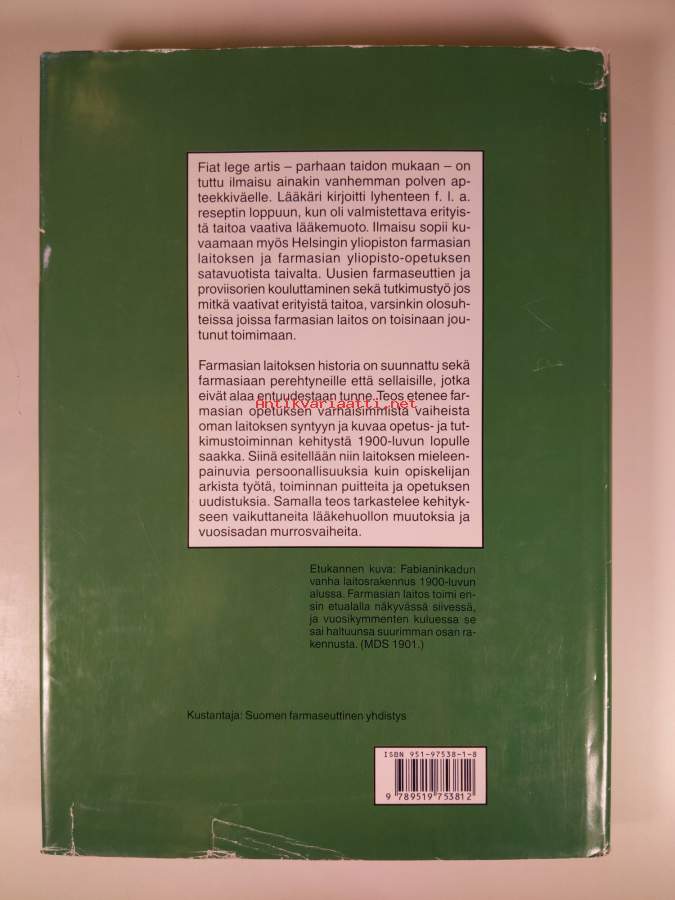 Fiat lege artis – parhaan taidon mukaan – on
tuttu ilmaisu ainakin vanhemman polven ap-
teekkiväelle. Lääkäri kirjoitti lyhenteen f. l. a.
reseptin loppuun, kun oli valmistettava erityis-
tä taitoa vaativa lääkemuoto. Ilmaisu sopii ku-
vaamaan myös Helsingin yliopiston farmasian
laitoksen ja farmasian yliopisto-opetuksen
satavuotista taivalta. Uusien farmaseuttien ja
proviisorien kouluttaminen sekä tutkimustyö jos
mitkä vaativat erityistä taitoa, varsinkin olosuh-
teissa joissa farmasian laitos on toisinaan jou-
tunut toimimaan.
Farmasian laitoksen historia on suunnattu sekä
farmasiaan perehtyneille että sellaisille, jotka
eivät alaa entuudestaan tunne. Teos etenee far-
Antikvariaatti.net
masian opetuksen varhaisimmista vaiheista
oman laitoksen syntyyn ja kuvaa opetus- ja tut-
kimustoiminnan kehitystä 1900-luvun lopulle
saakka. Siinä esitellään niin laitoksen mieleen-
painuvia persoonallisuuksia kuin opiskelijan
arkista työtä, toiminnan puitteita ja opetuksen
uudistuksia. Samalla teos tarkastelee kehityk-
seen vaikuttaneita lääkehuollon muutoksia ja
vuosisadan murrosvaiheita.
Etukannen kuva: Fabianinkadun
vanha laitosrakennus 1900-luvun
alussa. Farmasian laitos toimi en-
sin etualalla näkyvässä siivessä,
ja vuosikymmenten kuluessa se
sai haltuunsa suurimman osan ra-
kennusta. (MDS 1901.)
Kustantaja: Suomen farmaseuttinen yhdistys
ISBN 951-97538-1-8
9 789519 753812